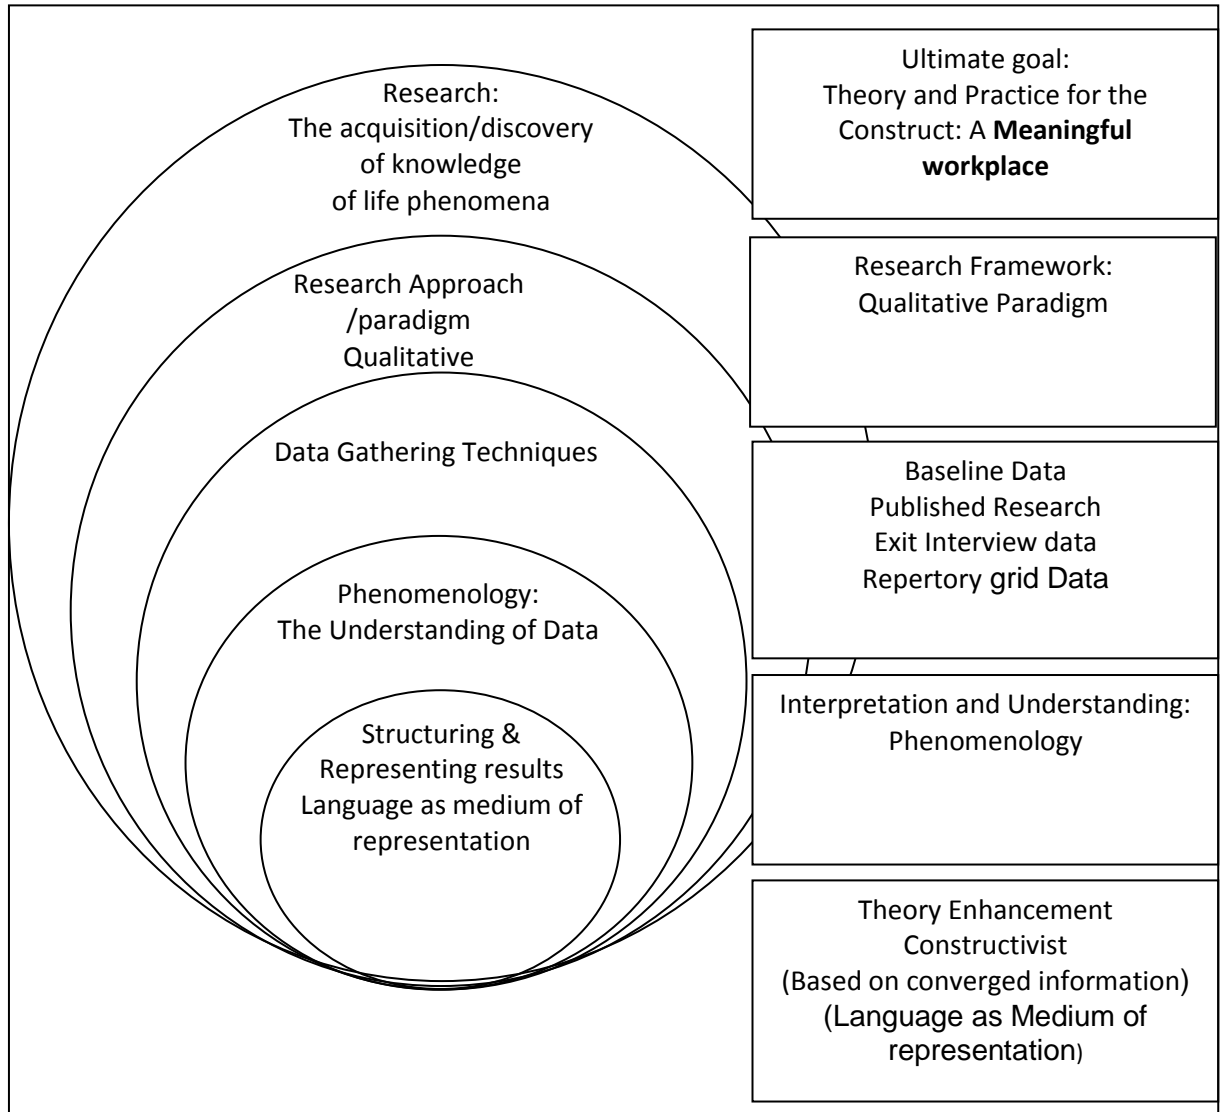 Research:
The acquisition/discovery
of knowledge
of life phenomena
Research Approach
/paradigm
Qualitative
Data Gathering Techniques
Phenomenology:
The Understanding of Data
Structuring &
Representing results
Language as medium of
representation
Ultimate goal:
Theory and Practice for the
Construct: A Meaningful
workplace
Research Framework:
Qualitative Paradigm
Baseline Data
Published Research
Exit Interview data
Repertory grid Data
Interpretation and Understanding:
Phenomenology
Theory Enhancement
Constructivist
(Based on converged information)
(Language as Medium of
representation)